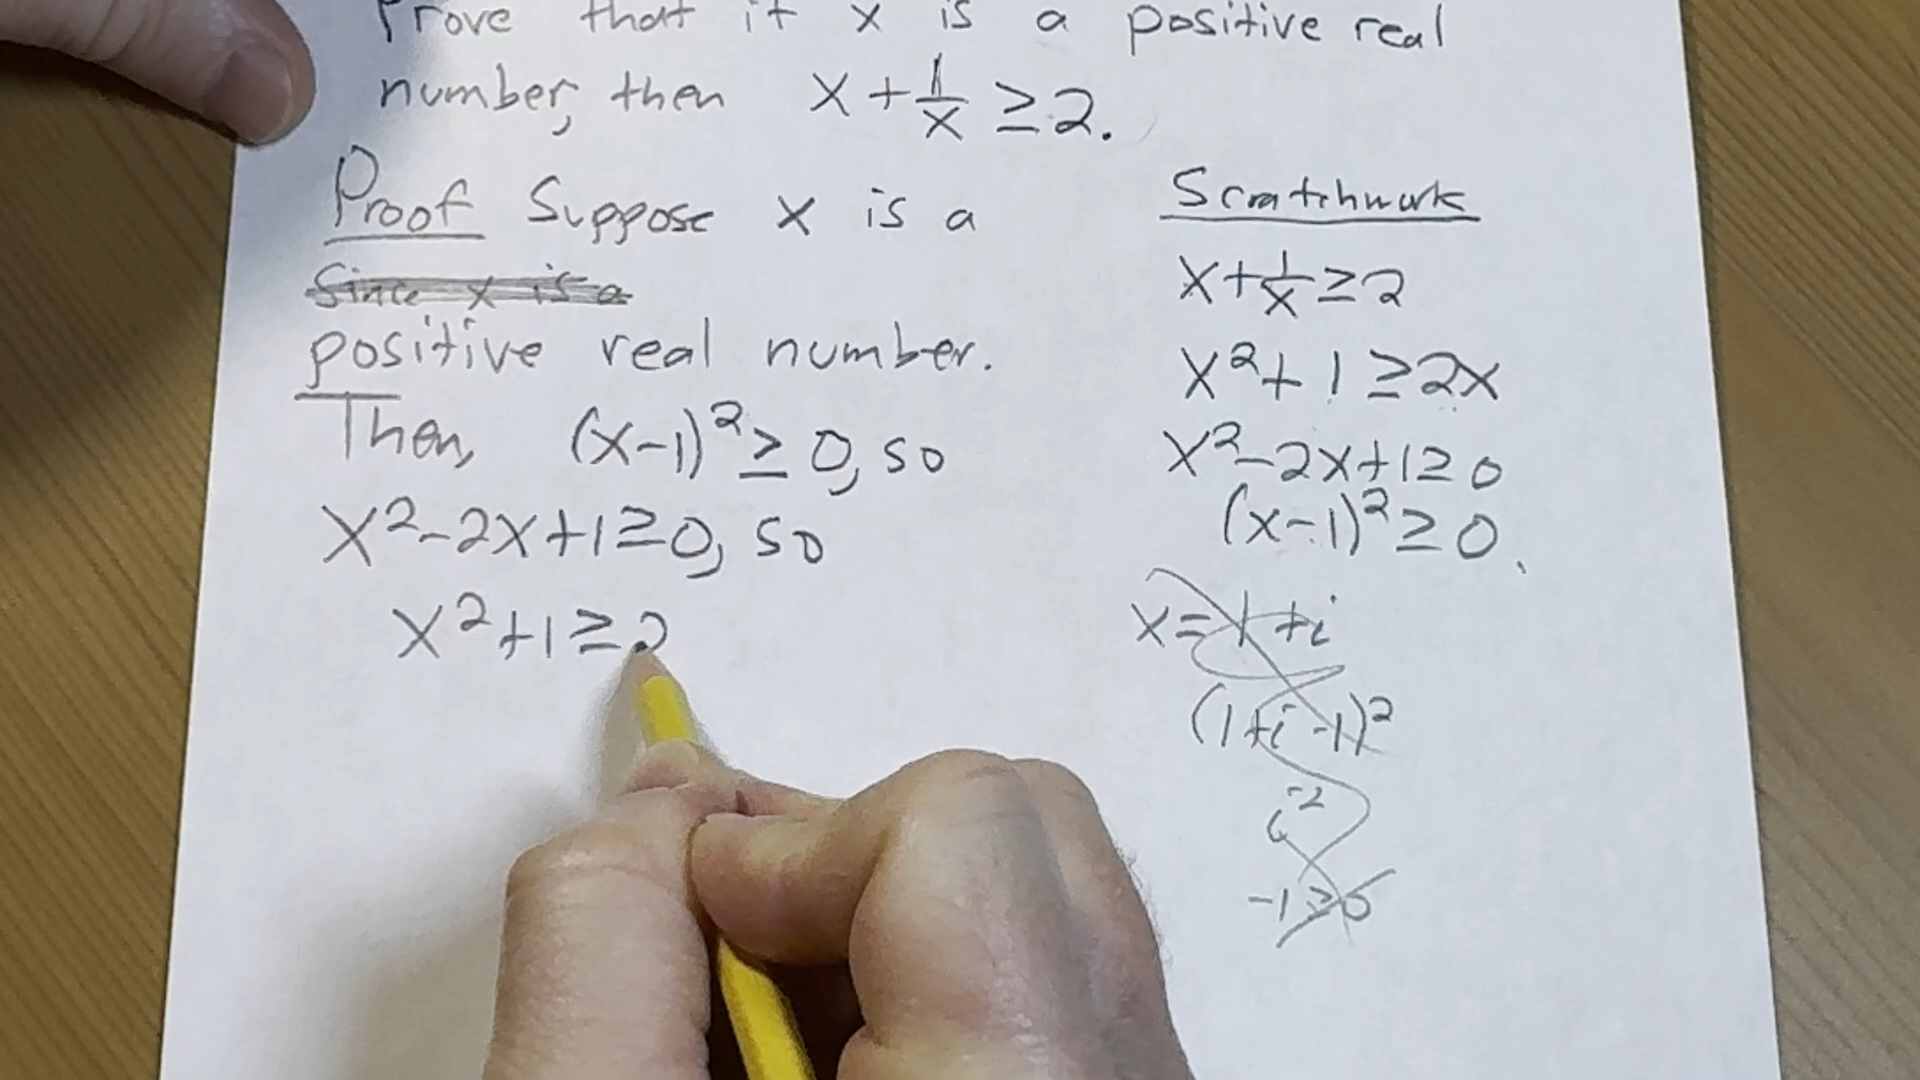 Prove that if x is a positive real
number, then x + 1/x ≥ 2.
Proof Suppose x is a
Since x is a
positive real number.
Then, (x-1)² ≥ 0, so
x² - 2x + 1 ≥ 0, so
x² + 1 ≥ 2
Scratchwork
x + 1/x ≥ 2
x² + 1 ≥ 2x
x² - 2x + 1 ≥ 0
(x-1)² ≥ 0
x = 1 + i
(1 + i - 1)²
i²
-1 ≥ 0